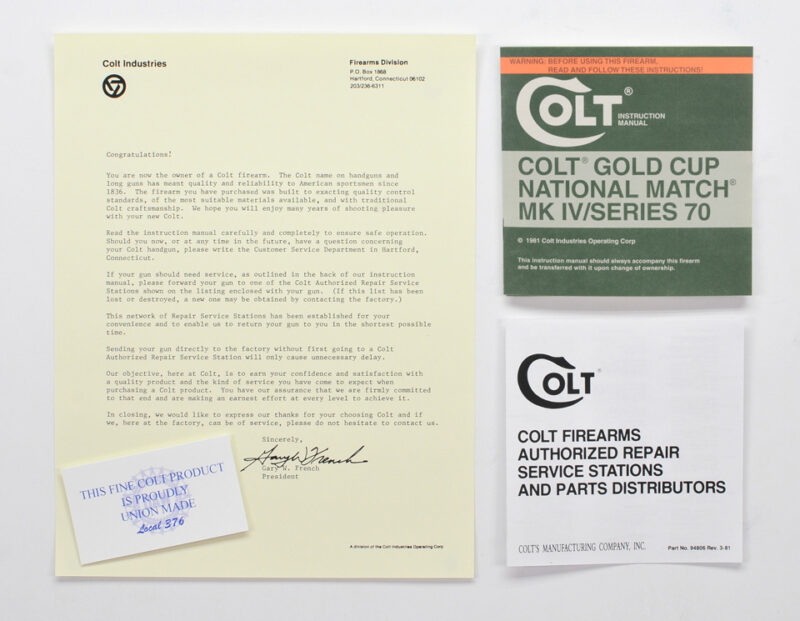 Colt Industries
Firearms Division
P.O. Box 1868
Hartford, Connecticut 06102
203/236-6311
Congratulations!
You are now the owner of a Colt firearm. The Colt name on handguns and
long guns has meant quality and reliability to American sportsmen since
1836. The firearm you have purchased was built to exacting quality control
standards, of the most suitable materials available, and with traditional
Colt craftsmanship. We hope you will enjoy many years of shooting pleasure
with your new Colt.
Read the instruction manual carefully and completely to ensure safe operation.
Should you now, or at any time in the future, have a question concerning
your Colt handgun, please write the Customer Service Department in Hartford,
Connecticut.
If your gun should need service, as outlined in the back of our instruction
manual, please forward your gun to one of the Colt Authorized Repair Service
Stations shown on the listing enclosed with your gun. (If this list has been
lost or destroyed, a new one may be obtained by contacting the factory.)
This network of Repair Service Stations has been established for your
convenience and to enable us to return your gun to you in the shortest possible
time.
Sending your gun directly to the factory without first going to a Colt
Authorized Repair Service Station will only cause unnecessary delay.
Our objective, here at Colt, is to earn your confidence and satisfaction with
a quality product and the kind of service you have come to expect when
purchasing a Colt product. You have our assurance that we are firmly committed
to that end and are making an earnest effort at every level to achieve it.
In closing, we would like to express our thanks for your choosing Colt and if
we, here at the factory, can be of service, please do not hesitate to contact us.
Sincerely,
Gary W. French
Gary W. French
President
A division of the Colt Industries Operating Corp.
THIS FINE COLT PRODUCT
IS PROUDLY
UNION MADE
Local 376
WARNING: BEFORE USING THIS FIREARM,
READ AND FOLLOW THESE INSTRUCTIONS!
COLT®
INSTRUCTION
MANUAL
COLT® GOLD CUP
NATIONAL MATCH®
MK IV/SERIES 70
© 1981 Colt Industries Operating Corp
This instruction manual should always accompany this firearm
and be transferred with it upon change of ownership.
COLT®
COLT FIREARMS
AUTHORIZED REPAIR
SERVICE STATIONS
AND PARTS DISTRIBUTORS
COLT'S MANUFACTURING COMPANY, INC.
Part No. 94806 Rev. 3-91